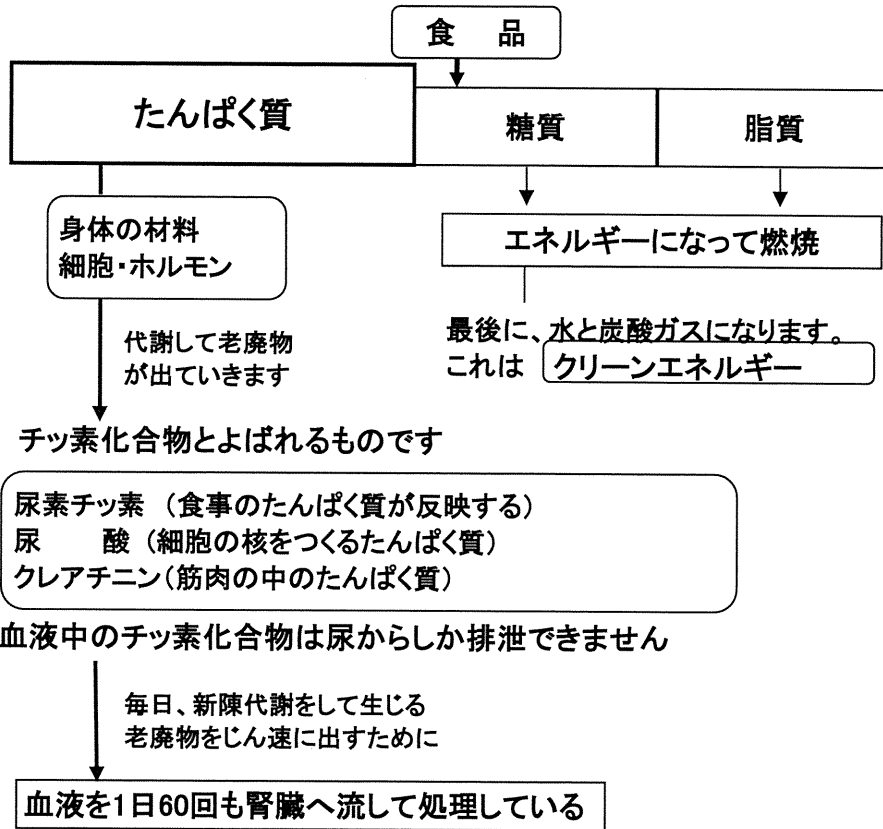 食　品
たんぱく質
糖質
脂質
身体の材料
細胞・ホルモン
エネルギーになって燃焼
代謝して老廃物
が出ていきます
最後に、水と炭酸ガスになります。
これは クリーンエネルギー
チッ素化合物とよばれるものです
尿素チッ素 （食事のたんぱく質が反映する）
尿　　酸 （細胞の核をつくるたんぱく質）
クレアチニン（筋肉の中のたんぱく質）
血液中のチッ素化合物は尿からしか排泄できません
毎日、新陳代謝をして生じる
老廃物をじん速に出すために
血液を1日60回も腎臓へ流して処理している